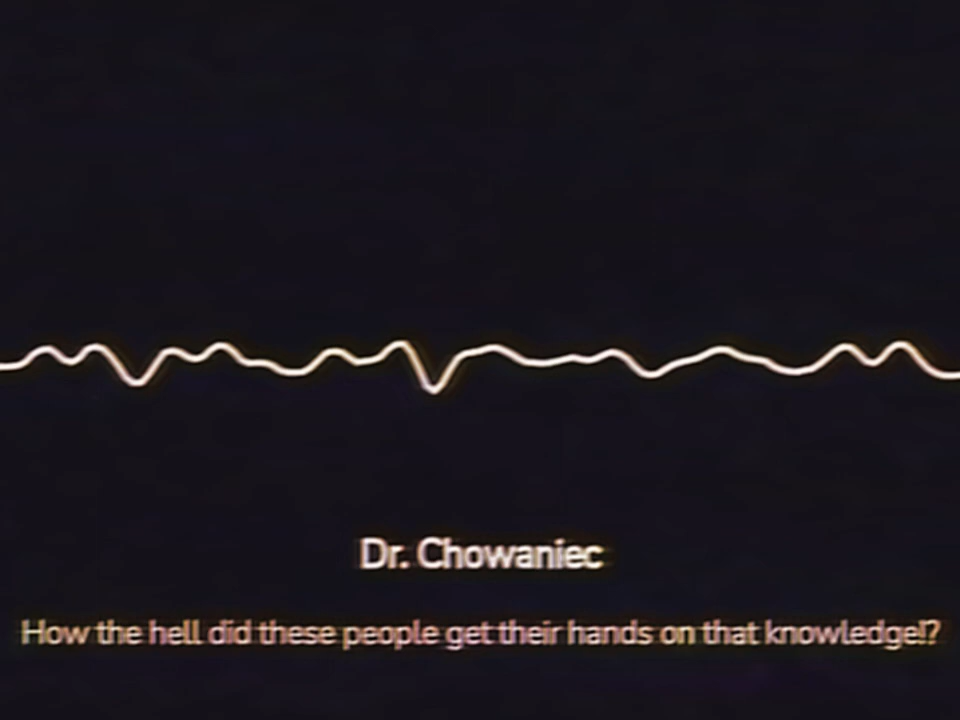 Dr. Chowaniec
How the hell did these people get their hands on that knowledge!?